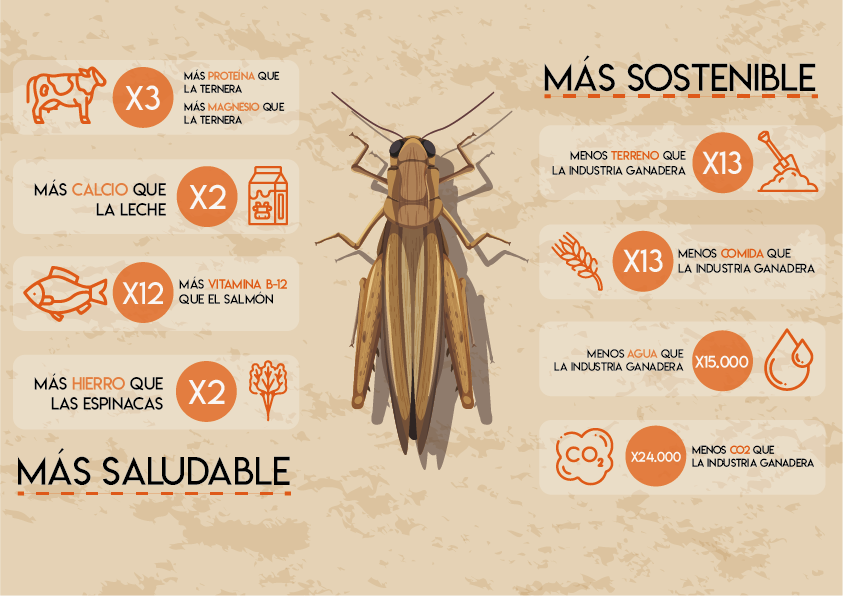 X3
MÁS PROTEÍNA QUE
LA TERNERA
MÁS MAGNESIO QUE
LA TERNERA
MÁS CALCIO QUE
LA LECHE
X2
X12
MÁS VITAMINA B-12
QUE EL SALMÓN
MÁS HIERRO QUE
LAS ESPINACAS
X2
MÁS SALUDABLE
MÁS SOSTENIBLE
MENOS TERRENO QUE
LA INDUSTRIA GANADERA
X13
X13
MENOS COMIDA QUE
LA INDUSTRIA GANADERA
MENOS AGUA QUE
LA INDUSTRIA GANADERA
X15.000
CO2
X24.000
MENOS CO2 QUE
LA INDUSTRIA GANADERA